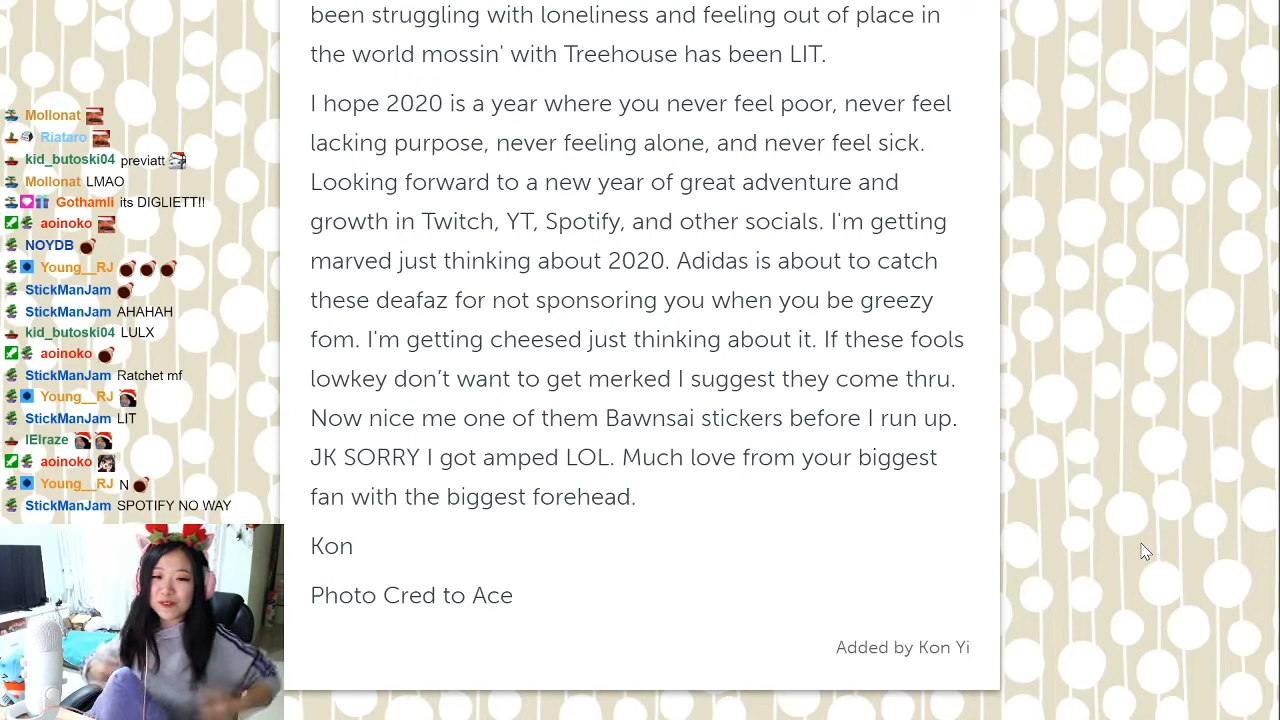 been struggling with loneliness and feeling out of place in
the world mossin' with Treehouse has been LIT.
I hope 2020 is a year where you never feel poor, never feel
lacking purpose, never feeling alone, and never feel sick.
Looking forward to a new year of great adventure and
growth in Twitch, YT, Spotify, and other socials. I'm getting
marved just thinking about 2020. Adidas is about to catch
these deafaz for not sponsoring you when you be greezy
fom. I'm getting cheesed just thinking about it. If these fools
lowkey don’t want to get merked I suggest they come thru.
Now nice me one of them Bawnsai stickers before I run up.
JK SORRY I got amped LOL. Much love from your biggest
fan with the biggest forehead.
Kon
Photo Cred to Ace
Added by Kon Yi
Mollonat
Riataro
kid_butoski04 previatt
Mollonat LMAO
Gothamli its DIGLIETT!!
aoinoko
NOYDB
Young__RJ
StickManJam
StickManJam AHAHAH
kid_butoski04 LULX
aoinoko
StickManJam Ratchet mf
Young__RJ
StickManJam LIT
lElraze
aoinoko
Young__RJ N
StickManJam SPOTIFY NO WAY